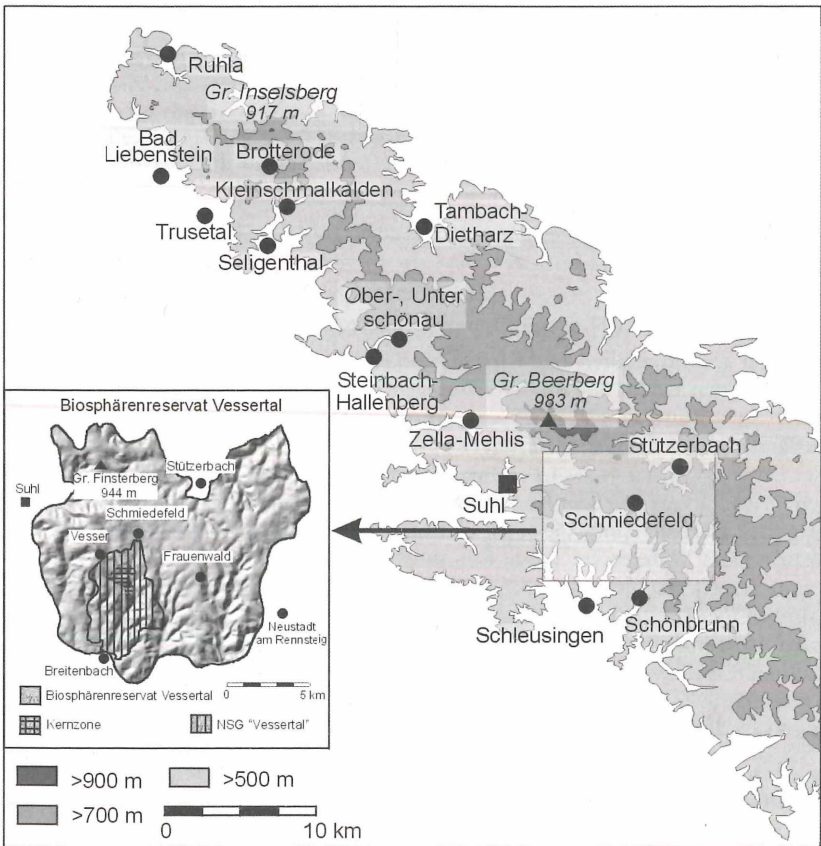 Ruhla
Gr. Inselsberg
917 m
Bad
Liebenstein
Brotterode
Kleinschmalkalden
Trusetal
Seligenthal
Tambach-
Dietharz
Ober-, Unter
schönau
Steinbach-
Hallenberg
Gr. Beerberg
983 m
Zella-Mehlis
Stützerbach
Suhl
Schmiedefeld
Schleusingen
Schönbrunn
Biosphärenreservat Vessertal
Stützerbach
Suhl
Gr. Finsterberg
944 m
Schmiedefeld
Vesser
Frauenwald
Neustadt
am Rennsteig
Breitenbach
Biosphärenreservat Vessertal
0 5 km
Kernzone
NSG "Vessertal"
>900 m >500 m
>700 m
0 10 km